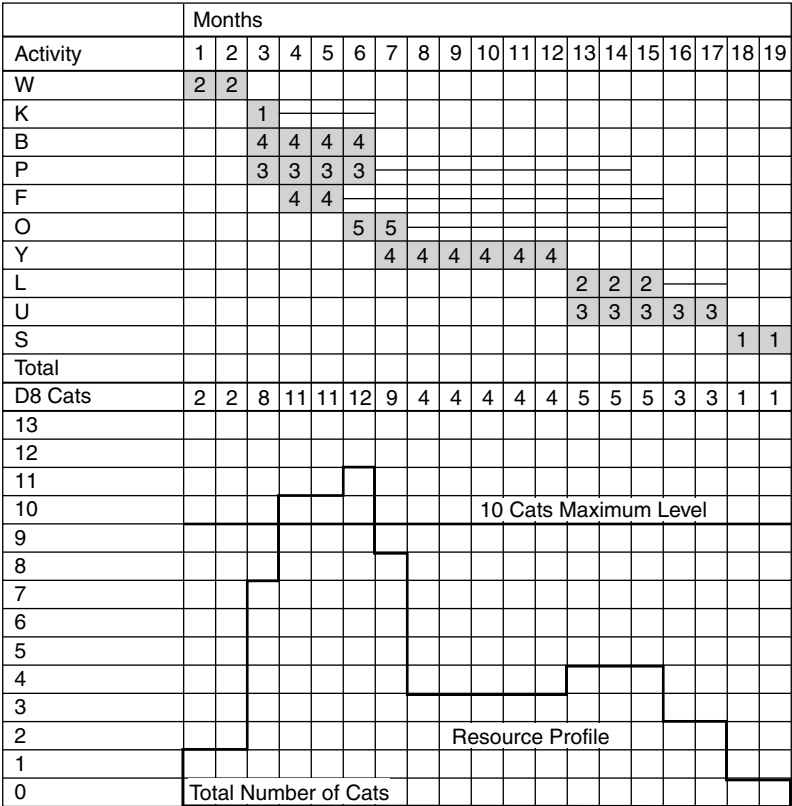 Months
Activity 1 2 3 4 5 6 7 8 9 10 11 12 13 14 15 16 17 18 19
W 2 2
K 1
B 4 4 4 4
P 3 3 3 3
F 4 4
O 5 5
Y 4 4 4 4 4 4
L 2 2 2
U 3 3 3 3 3
S 1 1
Total
D8 Cats 2 2 8 11 11 12 9 4 4 4 4 4 5 5 5 3 3 1 1
13
12
11
10 10 Cats Maximum Level
9
8
7
6
5
4
3
2 Resource Profile
1
0 Total Number of Cats